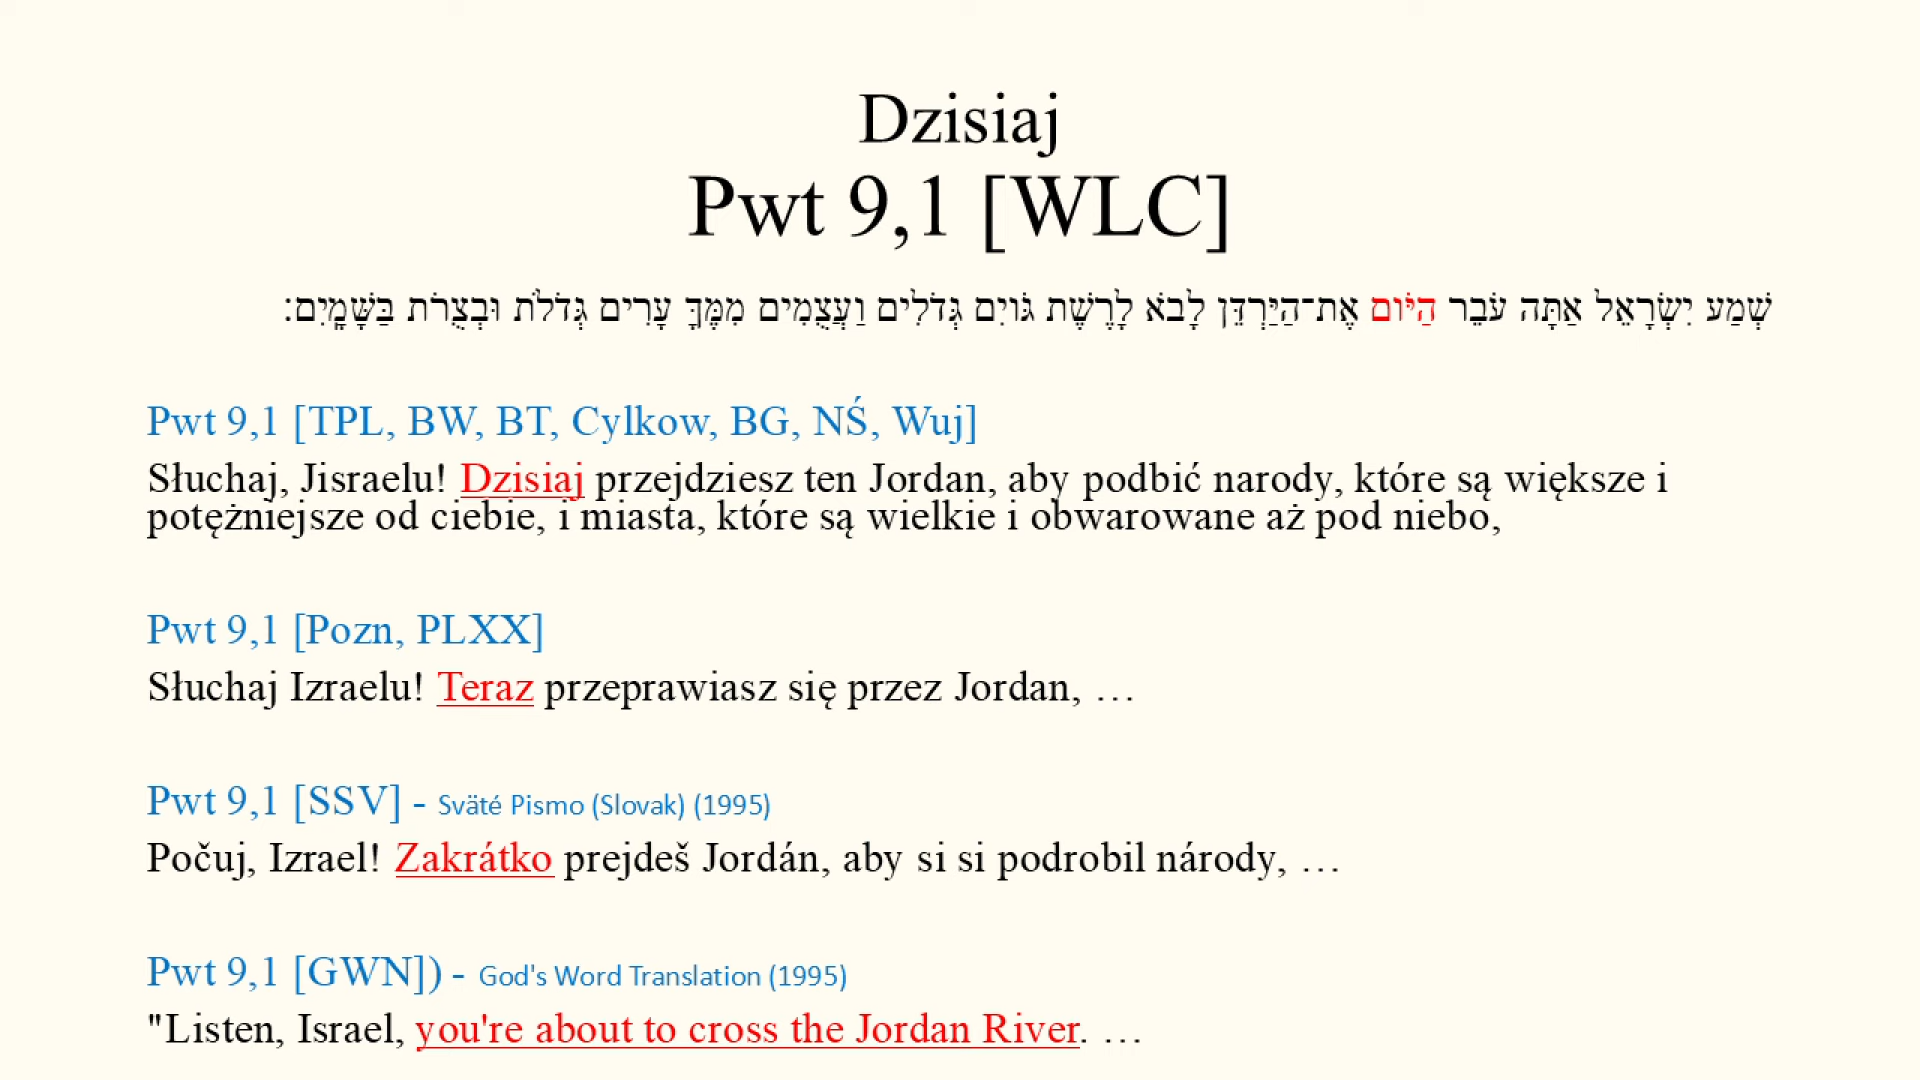 Dzisiaj
Pwt 9,1 [WLC]
שְׁמַע יִשְׂרָאֵל אַתָּה עֹבֵר הַיּוֹם אֶת־הַיַּרְדֵּן לָבֹא לָרֶשֶׁת גּוֹיִם גְּדֹלִים וַעֲצֻמִים מִמֶּךָּ עָרִים גְּדֹלֹת וּבְצֻרֹת בַּשָּׁמָיִם׃
Pwt 9,1 [TPL, BW, BT, Cylkow, BG, NŚ, Wuj]
Słuchaj, Jisraelu! Dzisiaj przejdziesz ten Jordan, aby podbić narody, które są większe i
potężniejsze od ciebie, i miasta, które są wielkie i obwarowane aż pod niebo,
Pwt 9,1 [Pozn, PLXX]
Słuchaj Izraelu! Teraz przeprawiasz się przez Jordan, …
Pwt 9,1 [SSV] - Sväté Pismo (Slovak) (1995)
Počuj, Izrael! Zakrátko prejdeš Jordán, aby si si podrobil národy, …
Pwt 9,1 [GWN]) - God's Word Translation (1995)
"Listen, Israel, you're about to cross the Jordan River. …